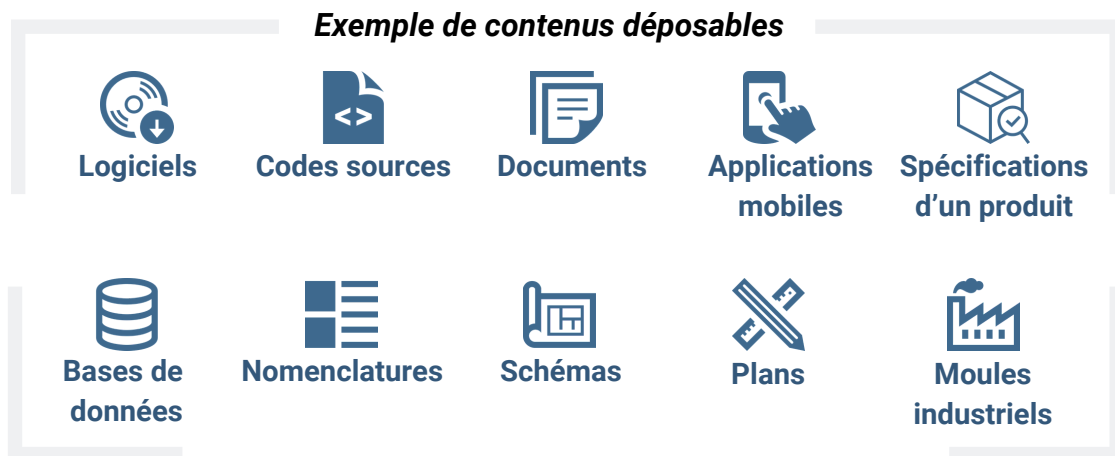 Exemple de contenus déposables
< >
Logiciels
Codes sources
Documents
Applications
mobiles
Spécifications
d’un produit
Bases de
données
Nomenclatures
Schémas
Plans
Moules
industriels